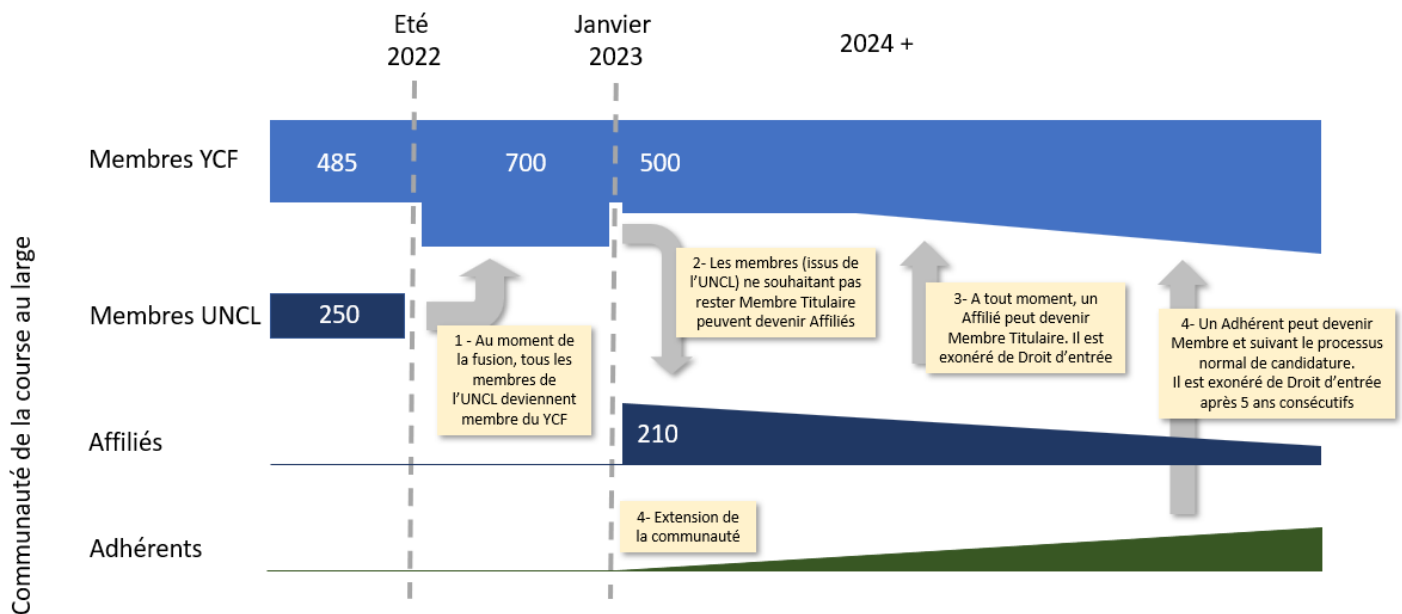 Eté
2022
Janvier
2023
2024 +
Communauté de la course au large
Membres YCF
485
700
500
Membres UNCL
250
1 - Au moment de
la fusion, tous les
membres de
l’UNCL deviennent
membre du YCF
2- Les membres (issus de
l’UNCL) ne souhaitant pas
rester Membre Titulaire
peuvent devenir Affiliés
3- A tout moment, un
Affilié peut devenir
Membre Titulaire. Il est
exonéré de Droit d’entrée
4- Un Adhérent peut devenir
Membre et suivant le processus
normal de candidature.
Il est exonéré de Droit d’entrée
après 5 ans consécutifs
Affiliés
210
4- Extension de
la communauté
Adhérents